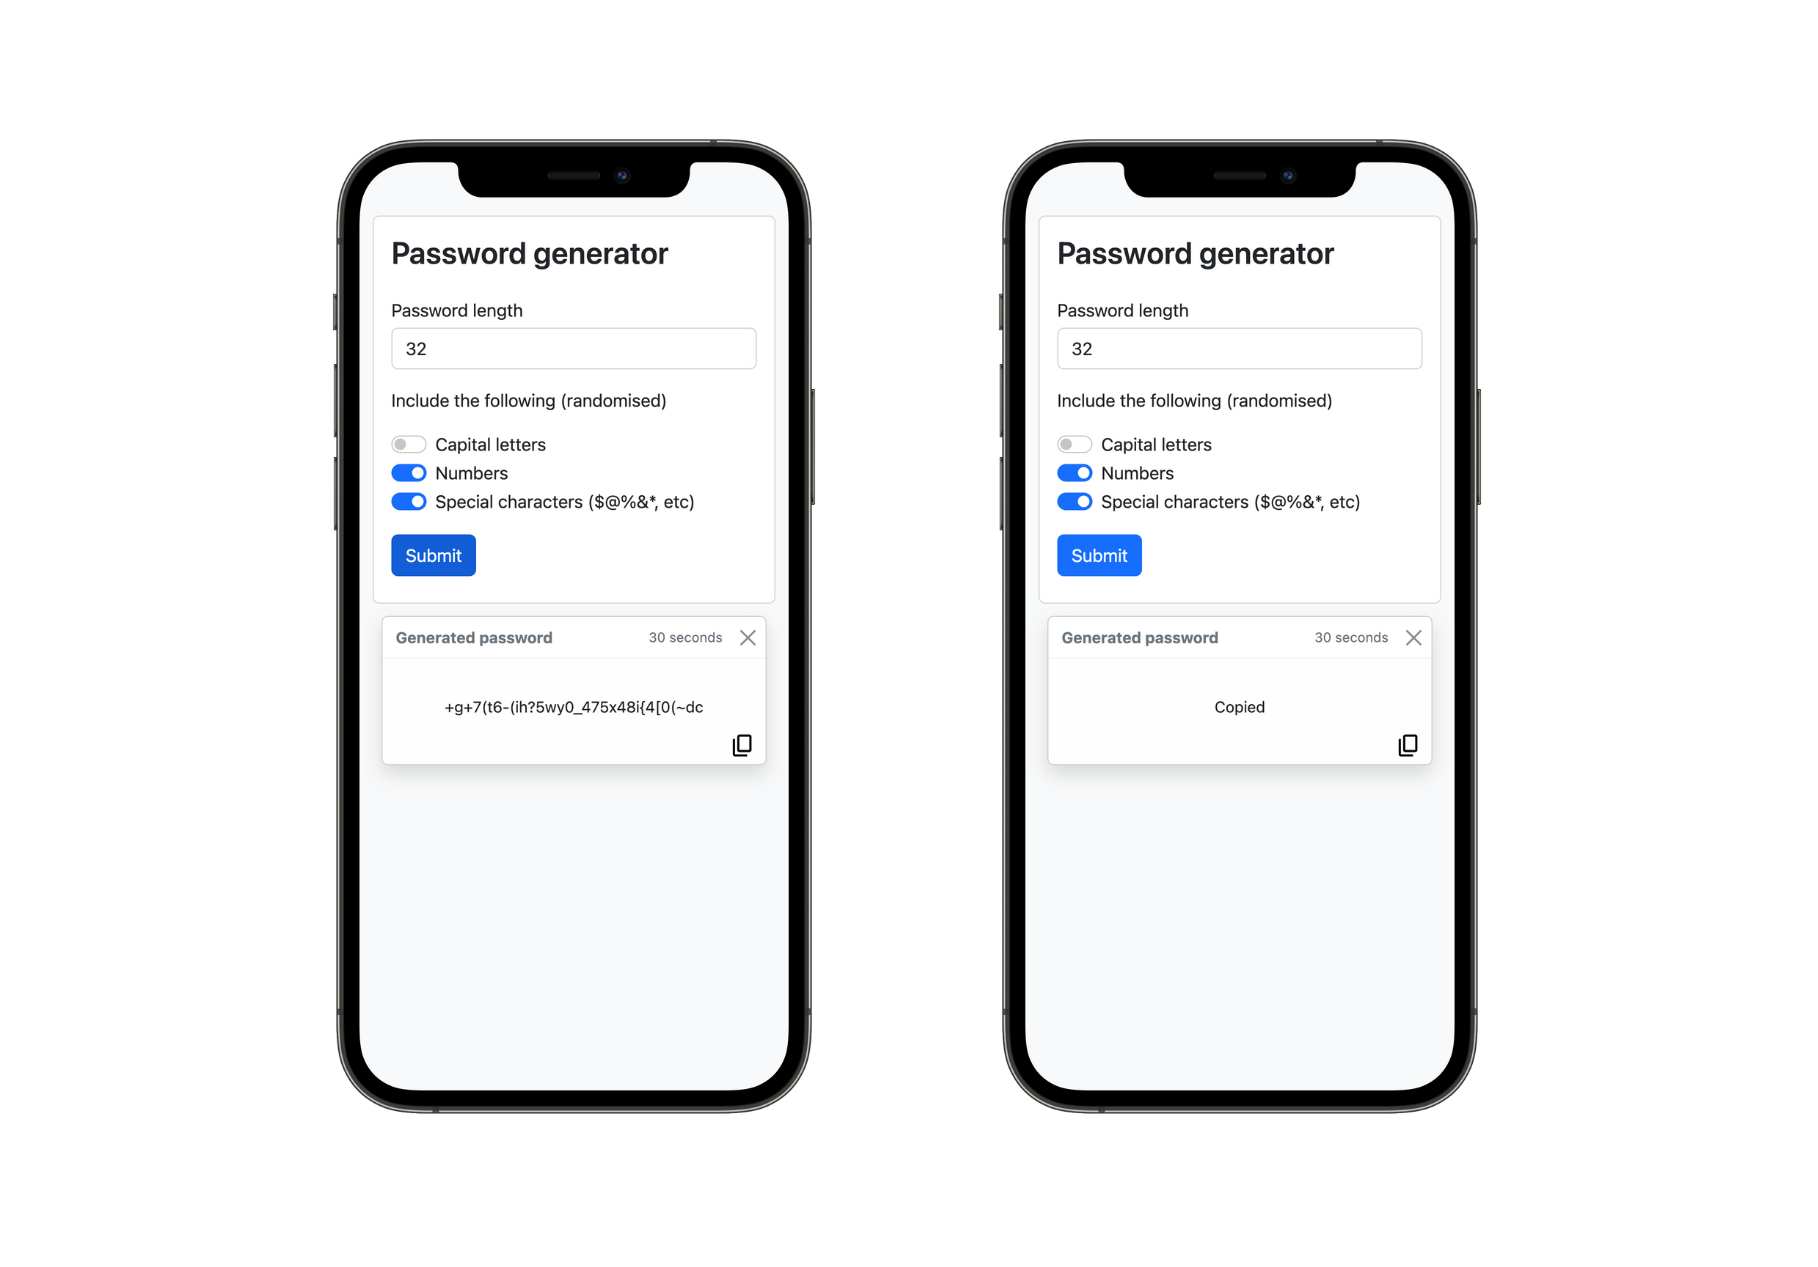 Password generator
Password length
32
Include the following (randomised)
Capital letters
Numbers
Special characters ($@%&*, etc)
Submit
Generated password 30 seconds
+g+7(t6-(ih?5wy0_475x48i{4[0(~dc
Password generator
Password length
32
Include the following (randomised)
Capital letters
Numbers
Special characters ($@%&*, etc)
Submit
Generated password 30 seconds
Copied